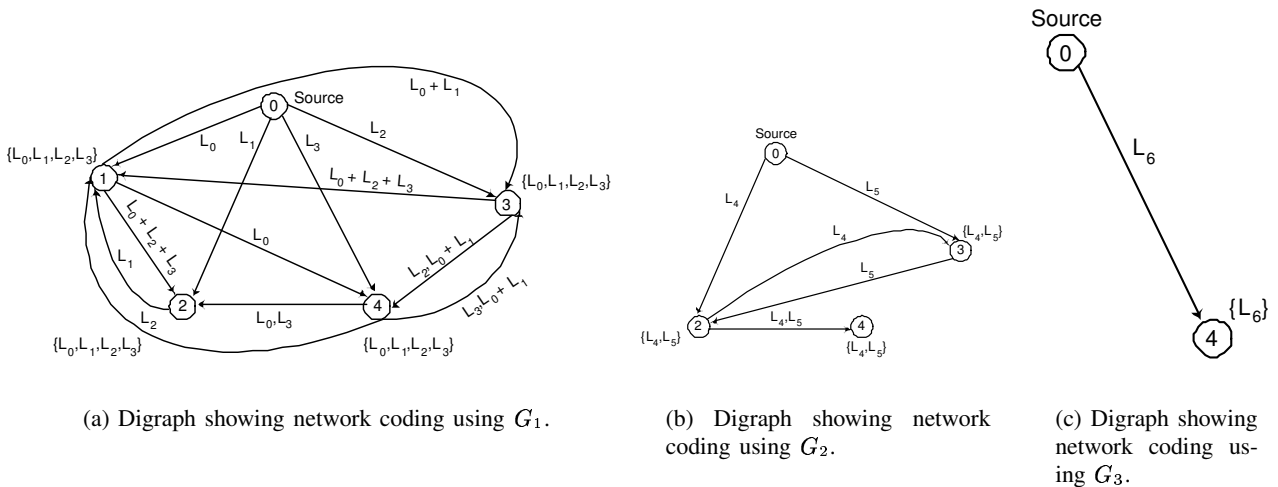 L₀ + L₁
Source
0
L₀
L₁
L₃
L₂
{L₀,L₁,L₂,L₃}
1
L₀ + L₂ + L₃
{L₀,L₁,L₂,L₃}
3
L₀ + L₂ + L₃
L₀
L₂,L₀ + L₁
L₁
L₂
2
L₀,L₃
4
L₃,L₀ + L₁
{L₀,L₁,L₂,L₃}
{L₀,L₁,L₂,L₃}
(a) Digraph showing network coding using G₁.
Source
0
L₄
L₅
L₄
{L₄,L₅}
3
L₅
2
{L₄,L₅}
L₄,L₅
4
{L₄,L₅}
(b) Digraph showing network
coding using G₂.
Source
0
L₆
{L₆}
4
(c) Digraph showing
network coding us-
ing G₃.